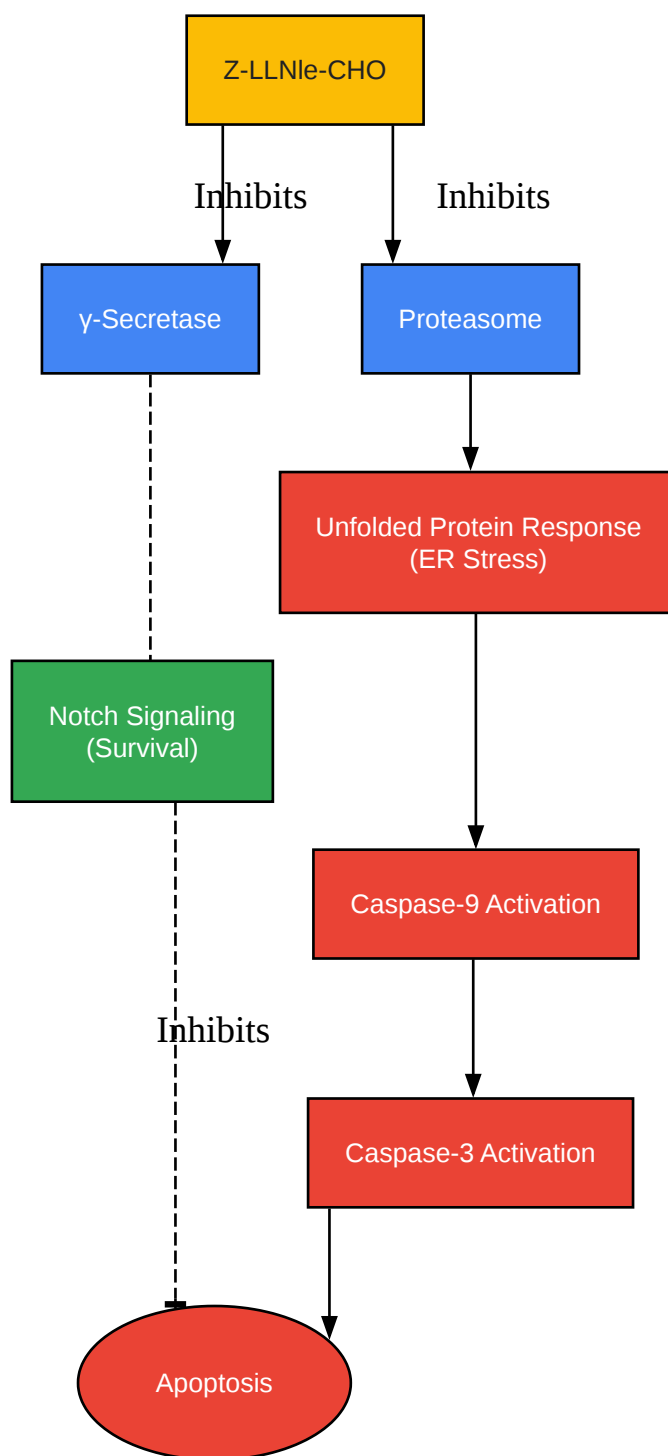 Z-LLNle-CHO
Inhibits
Inhibits
γ-Secretase
Proteasome
Unfolded Protein Response
(ER Stress)
Notch Signaling
(Survival)
Caspase-9 Activation
Inhibits
Caspase-3 Activation
Apoptosis